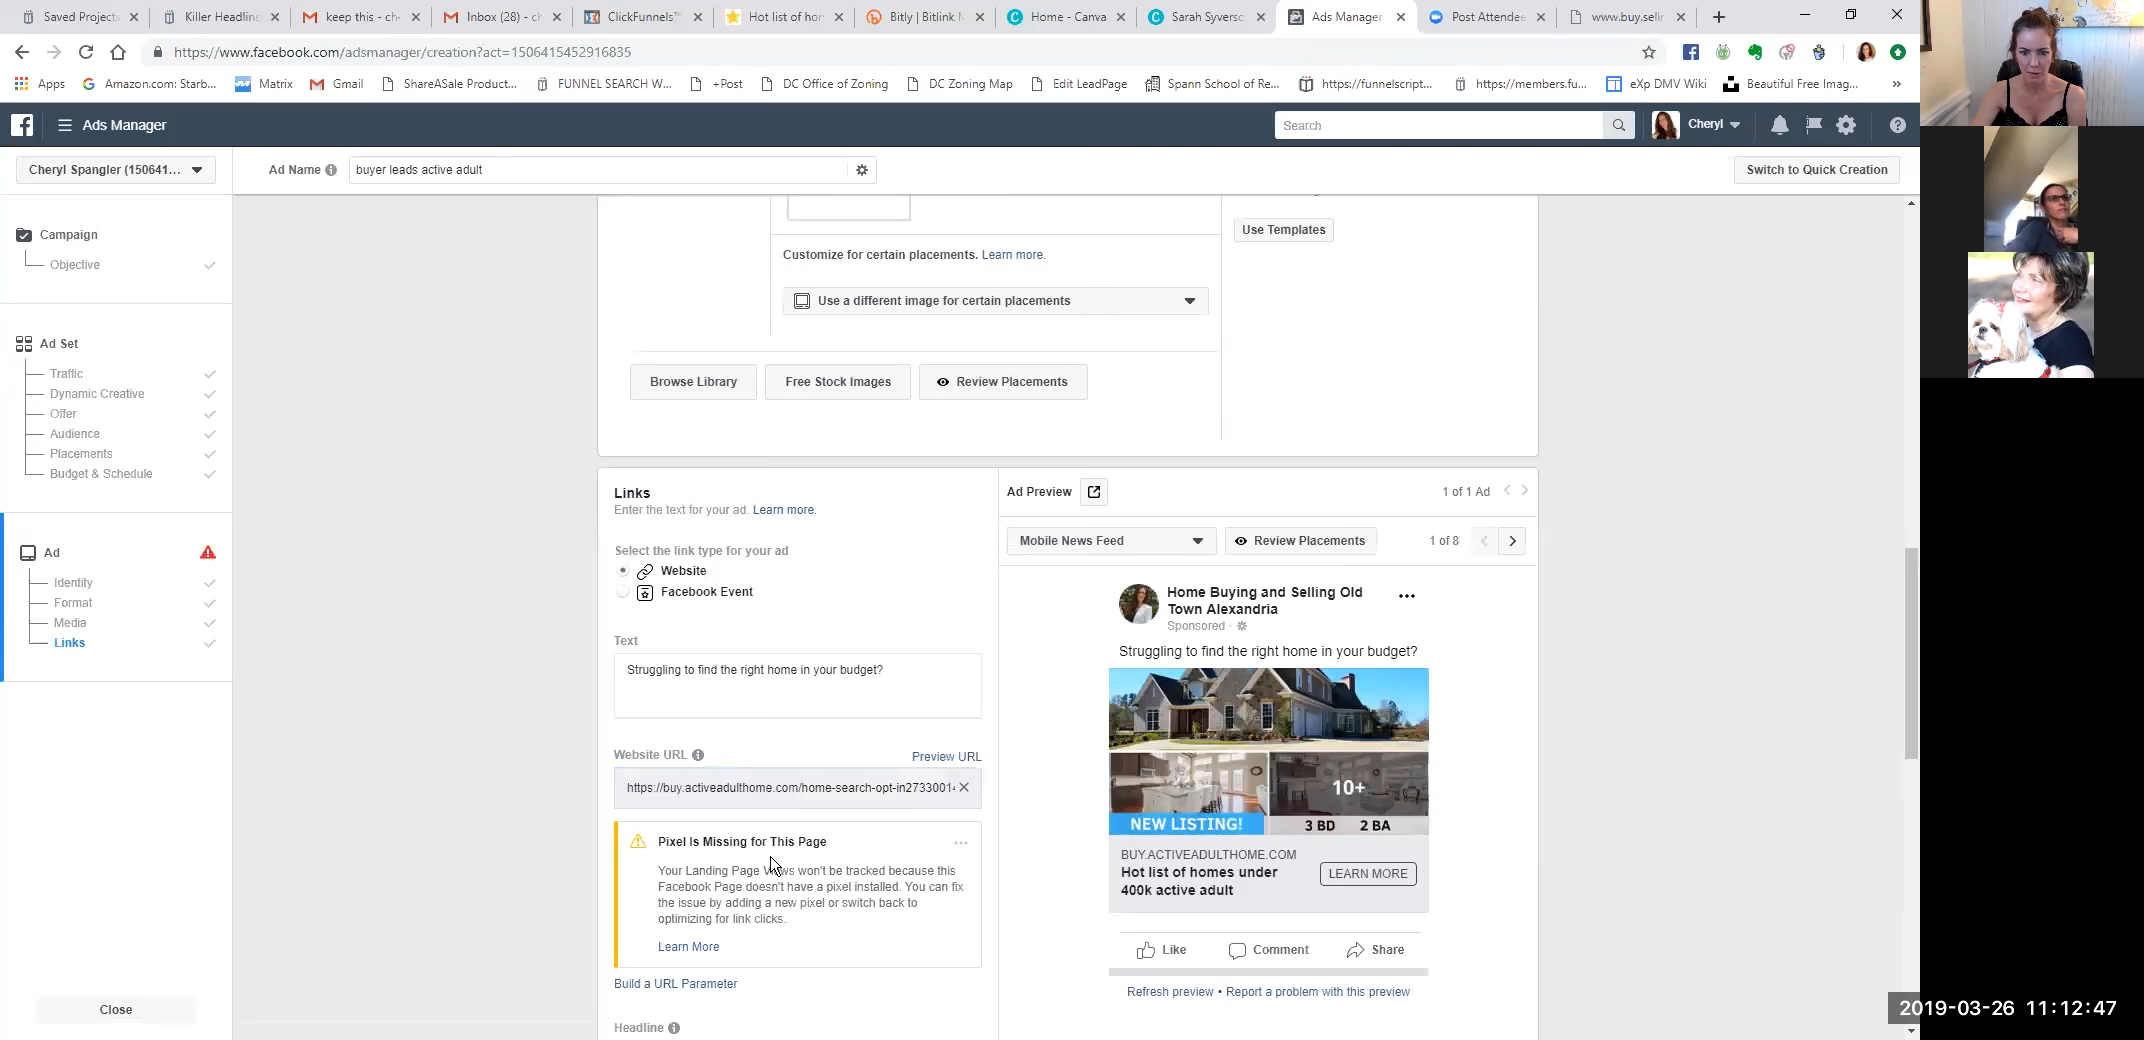 Saved Projects
Killer Headline
keep this - ch
Inbox (28) - ch
ClickFunnels™
Hot list of hom
Bitly | Bitlink M
Home - Canva
Sarah Syverso
Ads Manager
Post Attendee
www.buy.sellin
https://www.facebook.com/adsmanager/creation?act=1506415452916835
Apps
Amazon.com: Starb...
Matrix
Gmail
ShareASale Product...
FUNNEL SEARCH W...
+Post
DC Office of Zoning
DC Zoning Map
Edit LeadPage
Spann School of Re...
https://funnelscript...
https://members.fu...
eXp DMV Wiki
Beautiful Free Imag...
»
Ads Manager
Search
Cheryl
Cheryl Spangler (150641...
Ad Name
buyer leads active adult
Switch to Quick Creation
Campaign
Objective
Ad Set
Traffic
Dynamic Creative
Offer
Audience
Placements
Budget & Schedule
Ad
Identity
Format
Media
Links
Close
Use Templates
Customize for certain placements. Learn more.
Use a different image for certain placements
Browse Library
Free Stock Images
Review Placements
Links
Enter the text for your ad. Learn more.
Select the link type for your ad
Website
Facebook Event
Text
Struggling to find the right home in your budget?
Website URL
Preview URL
https://buy.activeadulthome.com/home-search-opt-in2733001
Pixel Is Missing for This Page
Your Landing Page Views won't be tracked because this
Facebook Page doesn't have a pixel installed. You can fix
the issue by adding a new pixel or switch back to
optimizing for link clicks.
Learn More
Build a URL Parameter
Headline
Ad Preview
1 of 1 Ad
Mobile News Feed
Review Placements
1 of 8
Home Buying and Selling Old
Town Alexandria
Sponsored ·
Struggling to find the right home in your budget?
10+
NEW LISTING!
3 BD 2 BA
BUY.ACTIVEADULTHOME.COM
Hot list of homes under
400k active adult
LEARN MORE
Like
Comment
Share
Refresh preview • Report a problem with this preview
2019-03-26 11:12:47